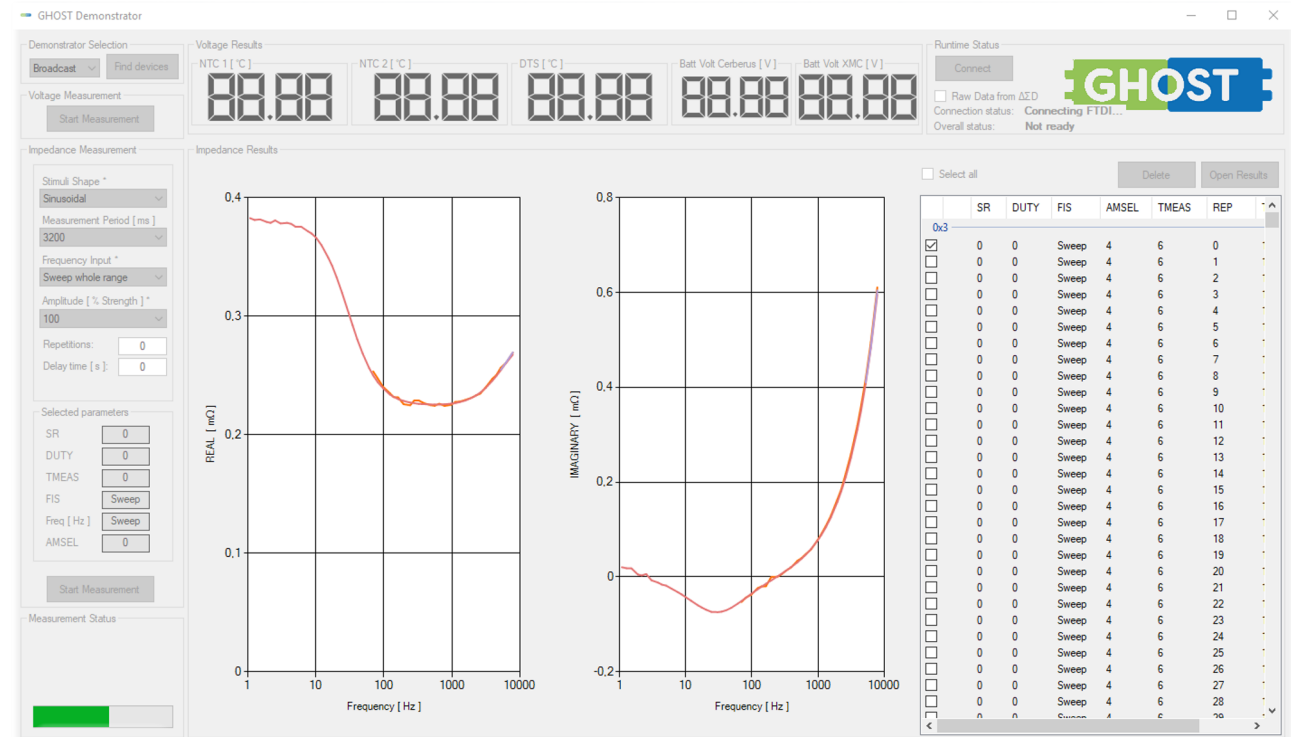 GHOST Demonstrator
Demonstrator Selection
Broadcast
Find devices
Voltage Measurement
Start Measurement
Voltage Results
NTC 1 [ °C ]
NTC 2 [ °C ]
DTS [ °C ]
Batt Volt Cerberus [ V ]
Batt Volt XMC [ V ]
88.88
88.88
88.88
88.88
88.88
Runtime Status
Connect
Raw Data from ΔΣD
Connection status: Connecting FTDI...
Overall status: Not ready
GHOST
Impedance Measurement
Stimuli Shape *
Sinusoidal
Measurement Period [ ms ]
3200
Frequency Input *
Sweep whole range
Amplitude [ % Strength ] *
100
Repetitions: 0
Delay time [ s ]: 0
Selected parameters
SR 0
DUTY 0
TMEAS 0
FIS Sweep
Freq [ Hz ] Sweep
AMSEL 0
Start Measurement
Measurement Status
Impedance Results
REAL [ mΩ ]
0,4
0,3
0,2
0,1
0
1 10 100 1000 10000
Frequency [ Hz ]
IMAGINARY [ mΩ ]
0,8
0,6
0,4
0,2
0
-0,2
1 10 100 1000 10000
Frequency [ Hz ]
Select all
Delete
Open Results
SR DUTY FIS AMSEL TMEAS REP
0x3
0 0 Sweep 4 6 0
0 0 Sweep 4 6 1
0 0 Sweep 4 6 2
0 0 Sweep 4 6 3
0 0 Sweep 4 6 4
0 0 Sweep 4 6 5
0 0 Sweep 4 6 6
0 0 Sweep 4 6 7
0 0 Sweep 4 6 8
0 0 Sweep 4 6 9
0 0 Sweep 4 6 10
0 0 Sweep 4 6 11
0 0 Sweep 4 6 12
0 0 Sweep 4 6 13
0 0 Sweep 4 6 14
0 0 Sweep 4 6 15
0 0 Sweep 4 6 16
0 0 Sweep 4 6 17
0 0 Sweep 4 6 18
0 0 Sweep 4 6 19
0 0 Sweep 4 6 20
0 0 Sweep 4 6 21
0 0 Sweep 4 6 22
0 0 Sweep 4 6 23
0 0 Sweep 4 6 24
0 0 Sweep 4 6 25
0 0 Sweep 4 6 26
0 0 Sweep 4 6 27
0 0 Sweep 4 6 28
0 0 Sweep 4 6 29